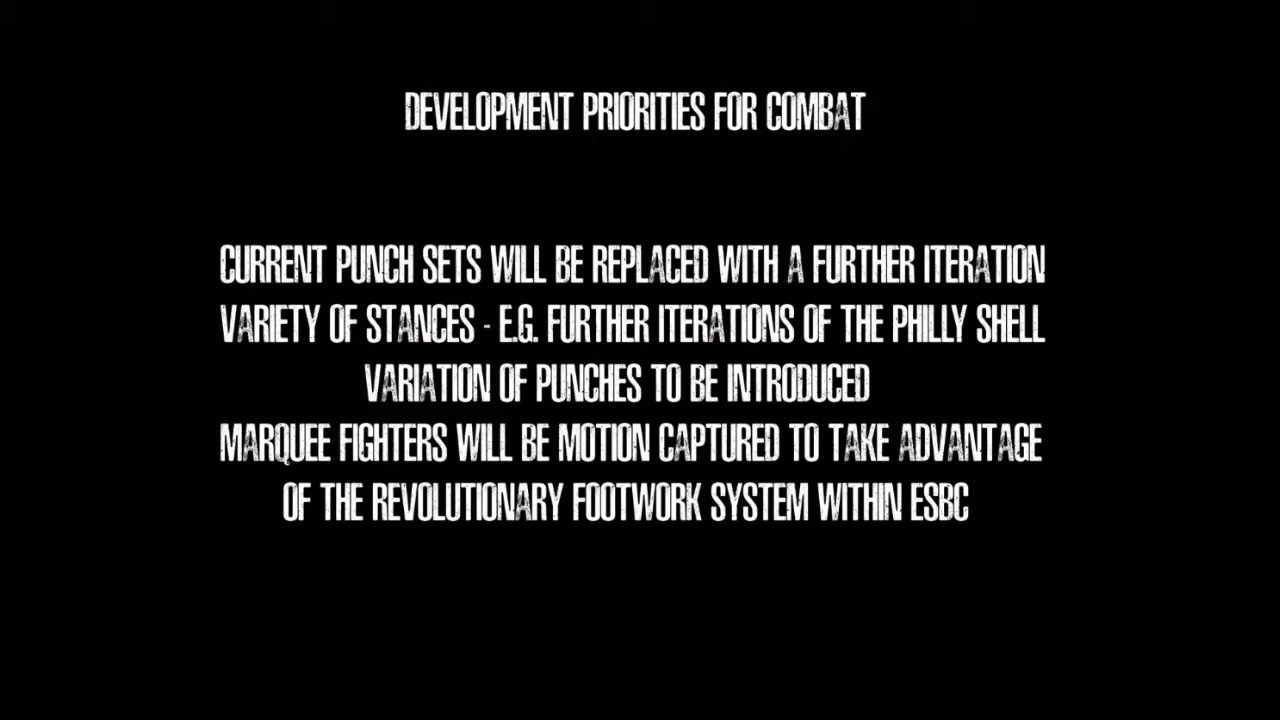 DEVELOPMENT PRIORITIES FOR COMBAT
CURRENT PUNCH SETS WILL BE REPLACED WITH A FURTHER ITERATION
VARIETY OF STANCES - E.G. FURTHER ITERATIONS OF THE PHILLY SHELL
VARIATION OF PUNCHES TO BE INTRODUCED
MARQUEE FIGHTERS WILL BE MOTION CAPTURED TO TAKE ADVANTAGE
OF THE REVOLUTIONARY FOOTWORK SYSTEM WITHIN ESBC